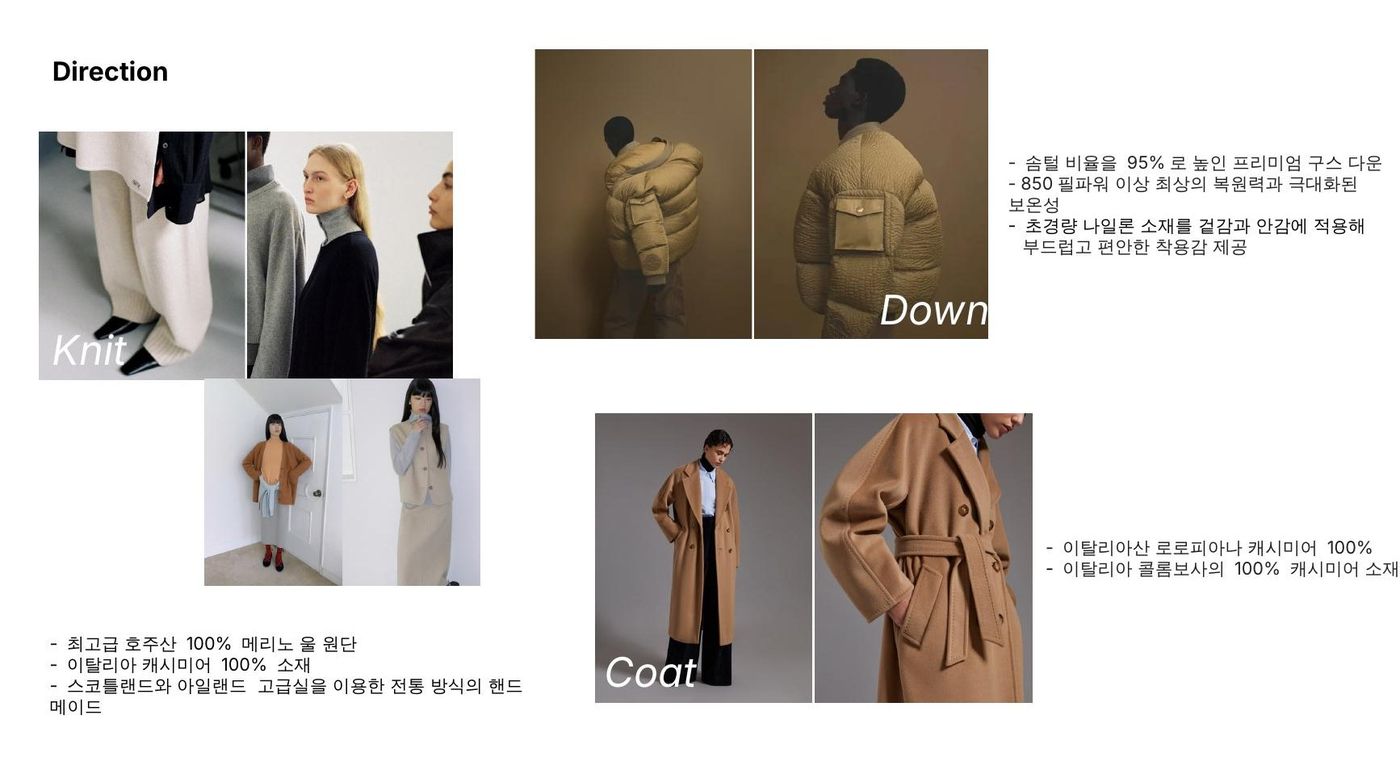 Direction
Knit
- 최고급 호주산 100% 메리노 울 원단
- 이탈리아 캐시미어 100% 소재
- 스코틀랜드와 아일랜드 고급실을 이용한 전통 방식의 핸드
메이드
Down
- 솜털 비율을 95% 로 높인 프리미엄 구스 다운
- 850 필파워 이상 최상의 복원력과 극대화된
보온성
- 초경량 나일론 소재를 겉감과 안감에 적용해
부드럽고 편안한 착용감 제공
Coat
- 이탈리아산 로로피아나 캐시미어 100%
- 이탈리아 콜롬보사의 100% 캐시미어 소재